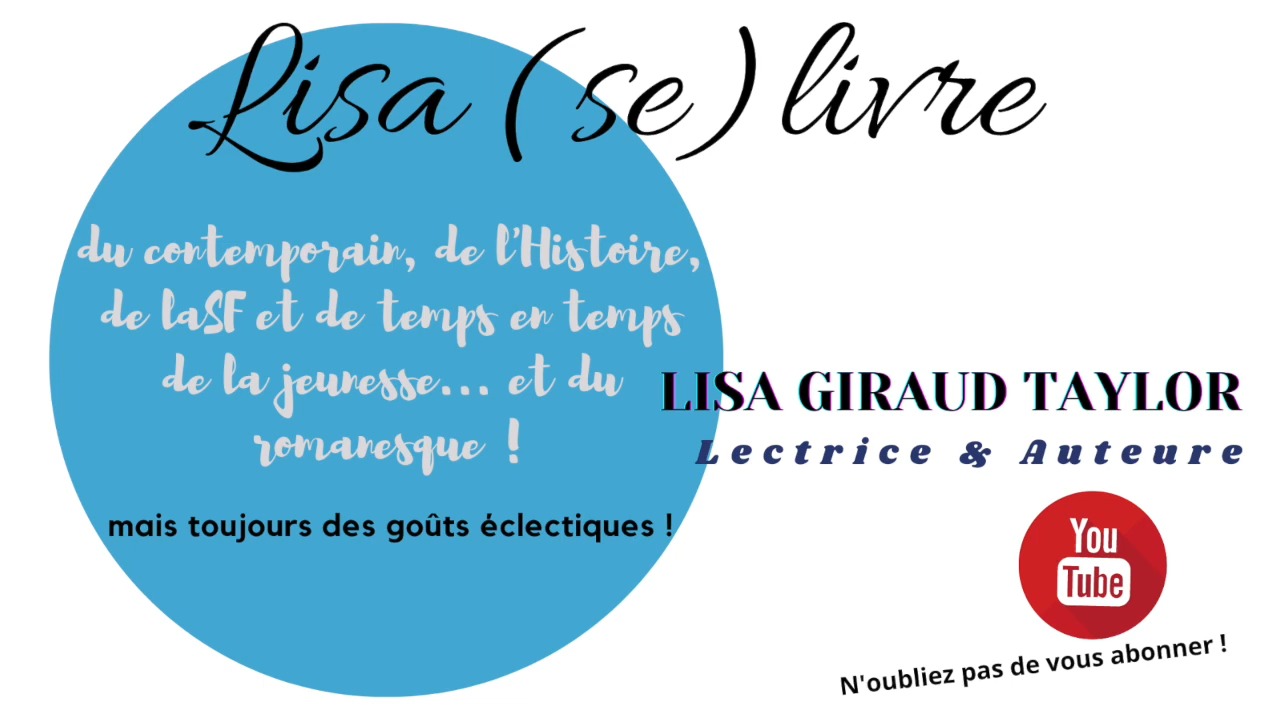 Lisa (se) livre
du contemporain, de l'Histoire,
de laSF et de temps en temps
de la jeunesse... et du
romanesque !
mais toujours des goûts éclectiques !
LISA GIRAUD TAYLOR
Lectrice & Auteure
You
Tube
N'oubliez pas de vous abonner !